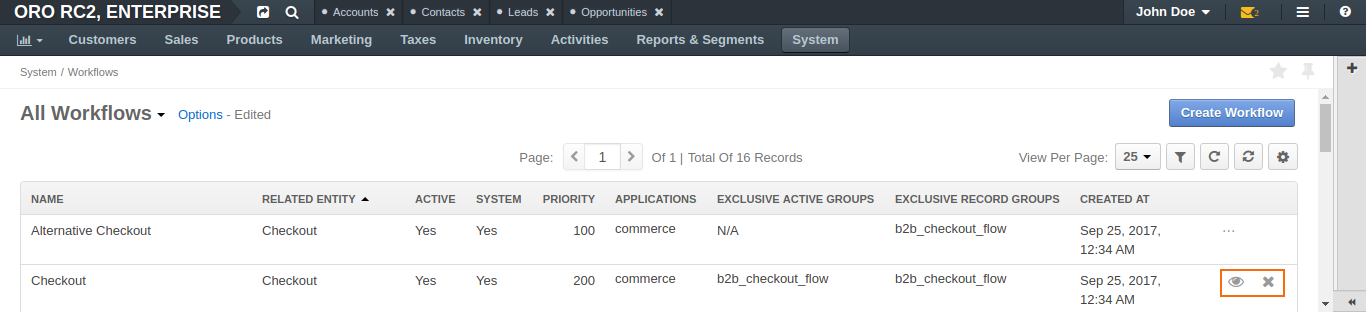 ORO RC2, ENTERPRISE Accounts Contacts Leads Opportunities John Doe 2
Customers Sales Products Marketing Taxes Inventory Activities Reports & Segments System
System / Workflows
All Workflows Options - Edited Create Workflow
Page: 1 Of 1 | Total Of 16 Records View Per Page: 25
NAME RELATED ENTITY ACTIVE SYSTEM PRIORITY APPLICATIONS EXCLUSIVE ACTIVE GROUPS EXCLUSIVE RECORD GROUPS CREATED AT
Alternative Checkout Checkout Yes Yes 100 commerce N/A b2b_checkout_flow Sep 25, 2017,
12:34 AM
Checkout Checkout Yes Yes 200 commerce b2b_checkout_flow b2b_checkout_flow Sep 25, 2017,
12:34 AM